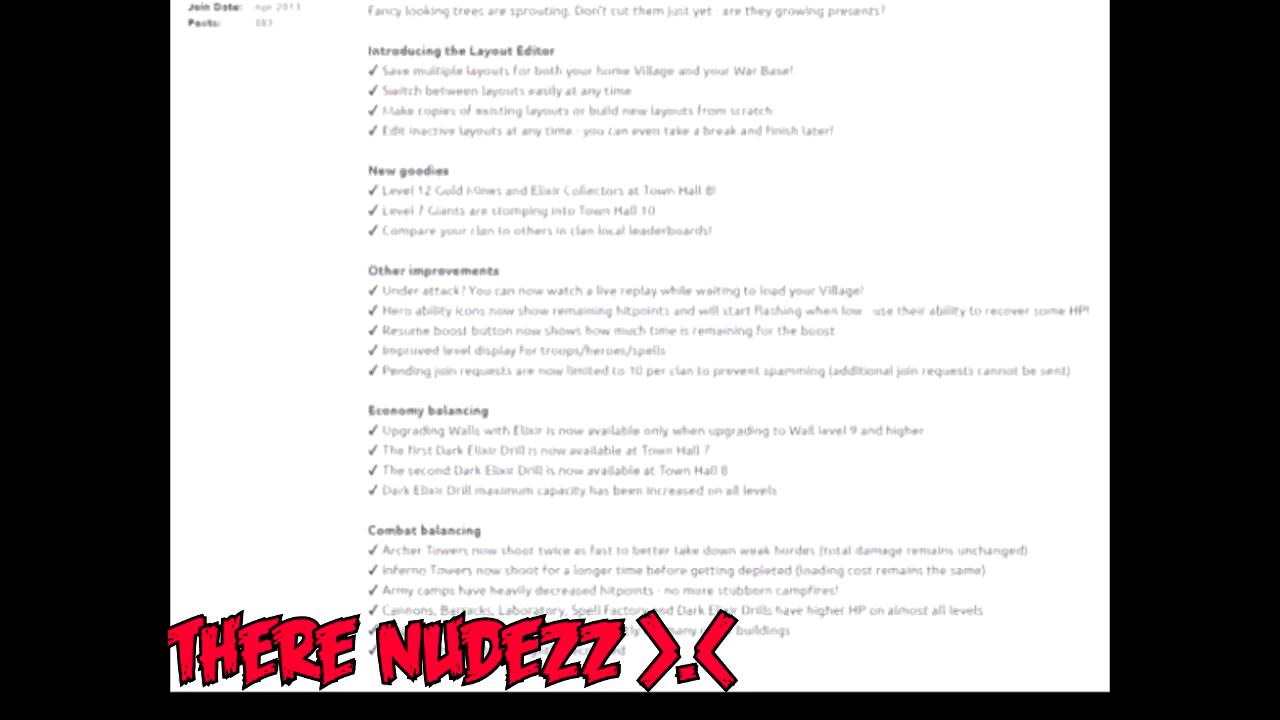 Join Date: Apr 2013
Posts: 883
Fancy looking trees are sprouting. Don't cut them just yet - are they growing presents?
Introducing the Layout Editor
✓ Save multiple layouts for both your home Village and your War Base!
✓ Switch between layouts easily at any time
✓ Make copies of existing layouts or build new layouts from scratch
✓ Edit inactive layouts at any time - you can even take a break and finish later!
New goodies
✓ Level 12 Gold Mines and Elixir Collectors at Town Hall 8!
✓ Level 7 Giants are stomping into Town Hall 10
✓ Compare your clan to others in clan local leaderboards!
Other improvements
✓ Under attack? You can now watch a live replay while waiting to load your Village!
✓ Hero ability icons now show remaining hitpoints and will start flashing when low - use their ability to recover some HP!
✓ Resume boost button now shows how much time is remaining for the boost
✓ Improved level display for troops/heroes/spells
✓ Pending join requests are now limited to 10 per clan to prevent spamming (additional join requests cannot be sent)
Economy balancing
✓ Upgrading Walls with Elixir is now available only when upgrading to Wall level 9 and higher
✓ The first Dark Elixir Drill is now available at Town Hall 7
✓ The second Dark Elixir Drill is now available at Town Hall 8
✓ Dark Elixir Drill maximum capacity has been increased on all levels
Combat balancing
✓ Archer Towers now shoot twice as fast to better take down weak hordes (total damage remains unchanged)
✓ Inferno Towers now shoot for a longer time before getting depleted (loading cost remains the same)
✓ Army camps have heavily decreased hitpoints - no more stubborn campfires!
✓ Cannons, Barracks, Laboratory, Spell Factory and Dark Elixir Drills have higher HP on almost all levels
✓ buildings
THERE NUDEZZ >.<